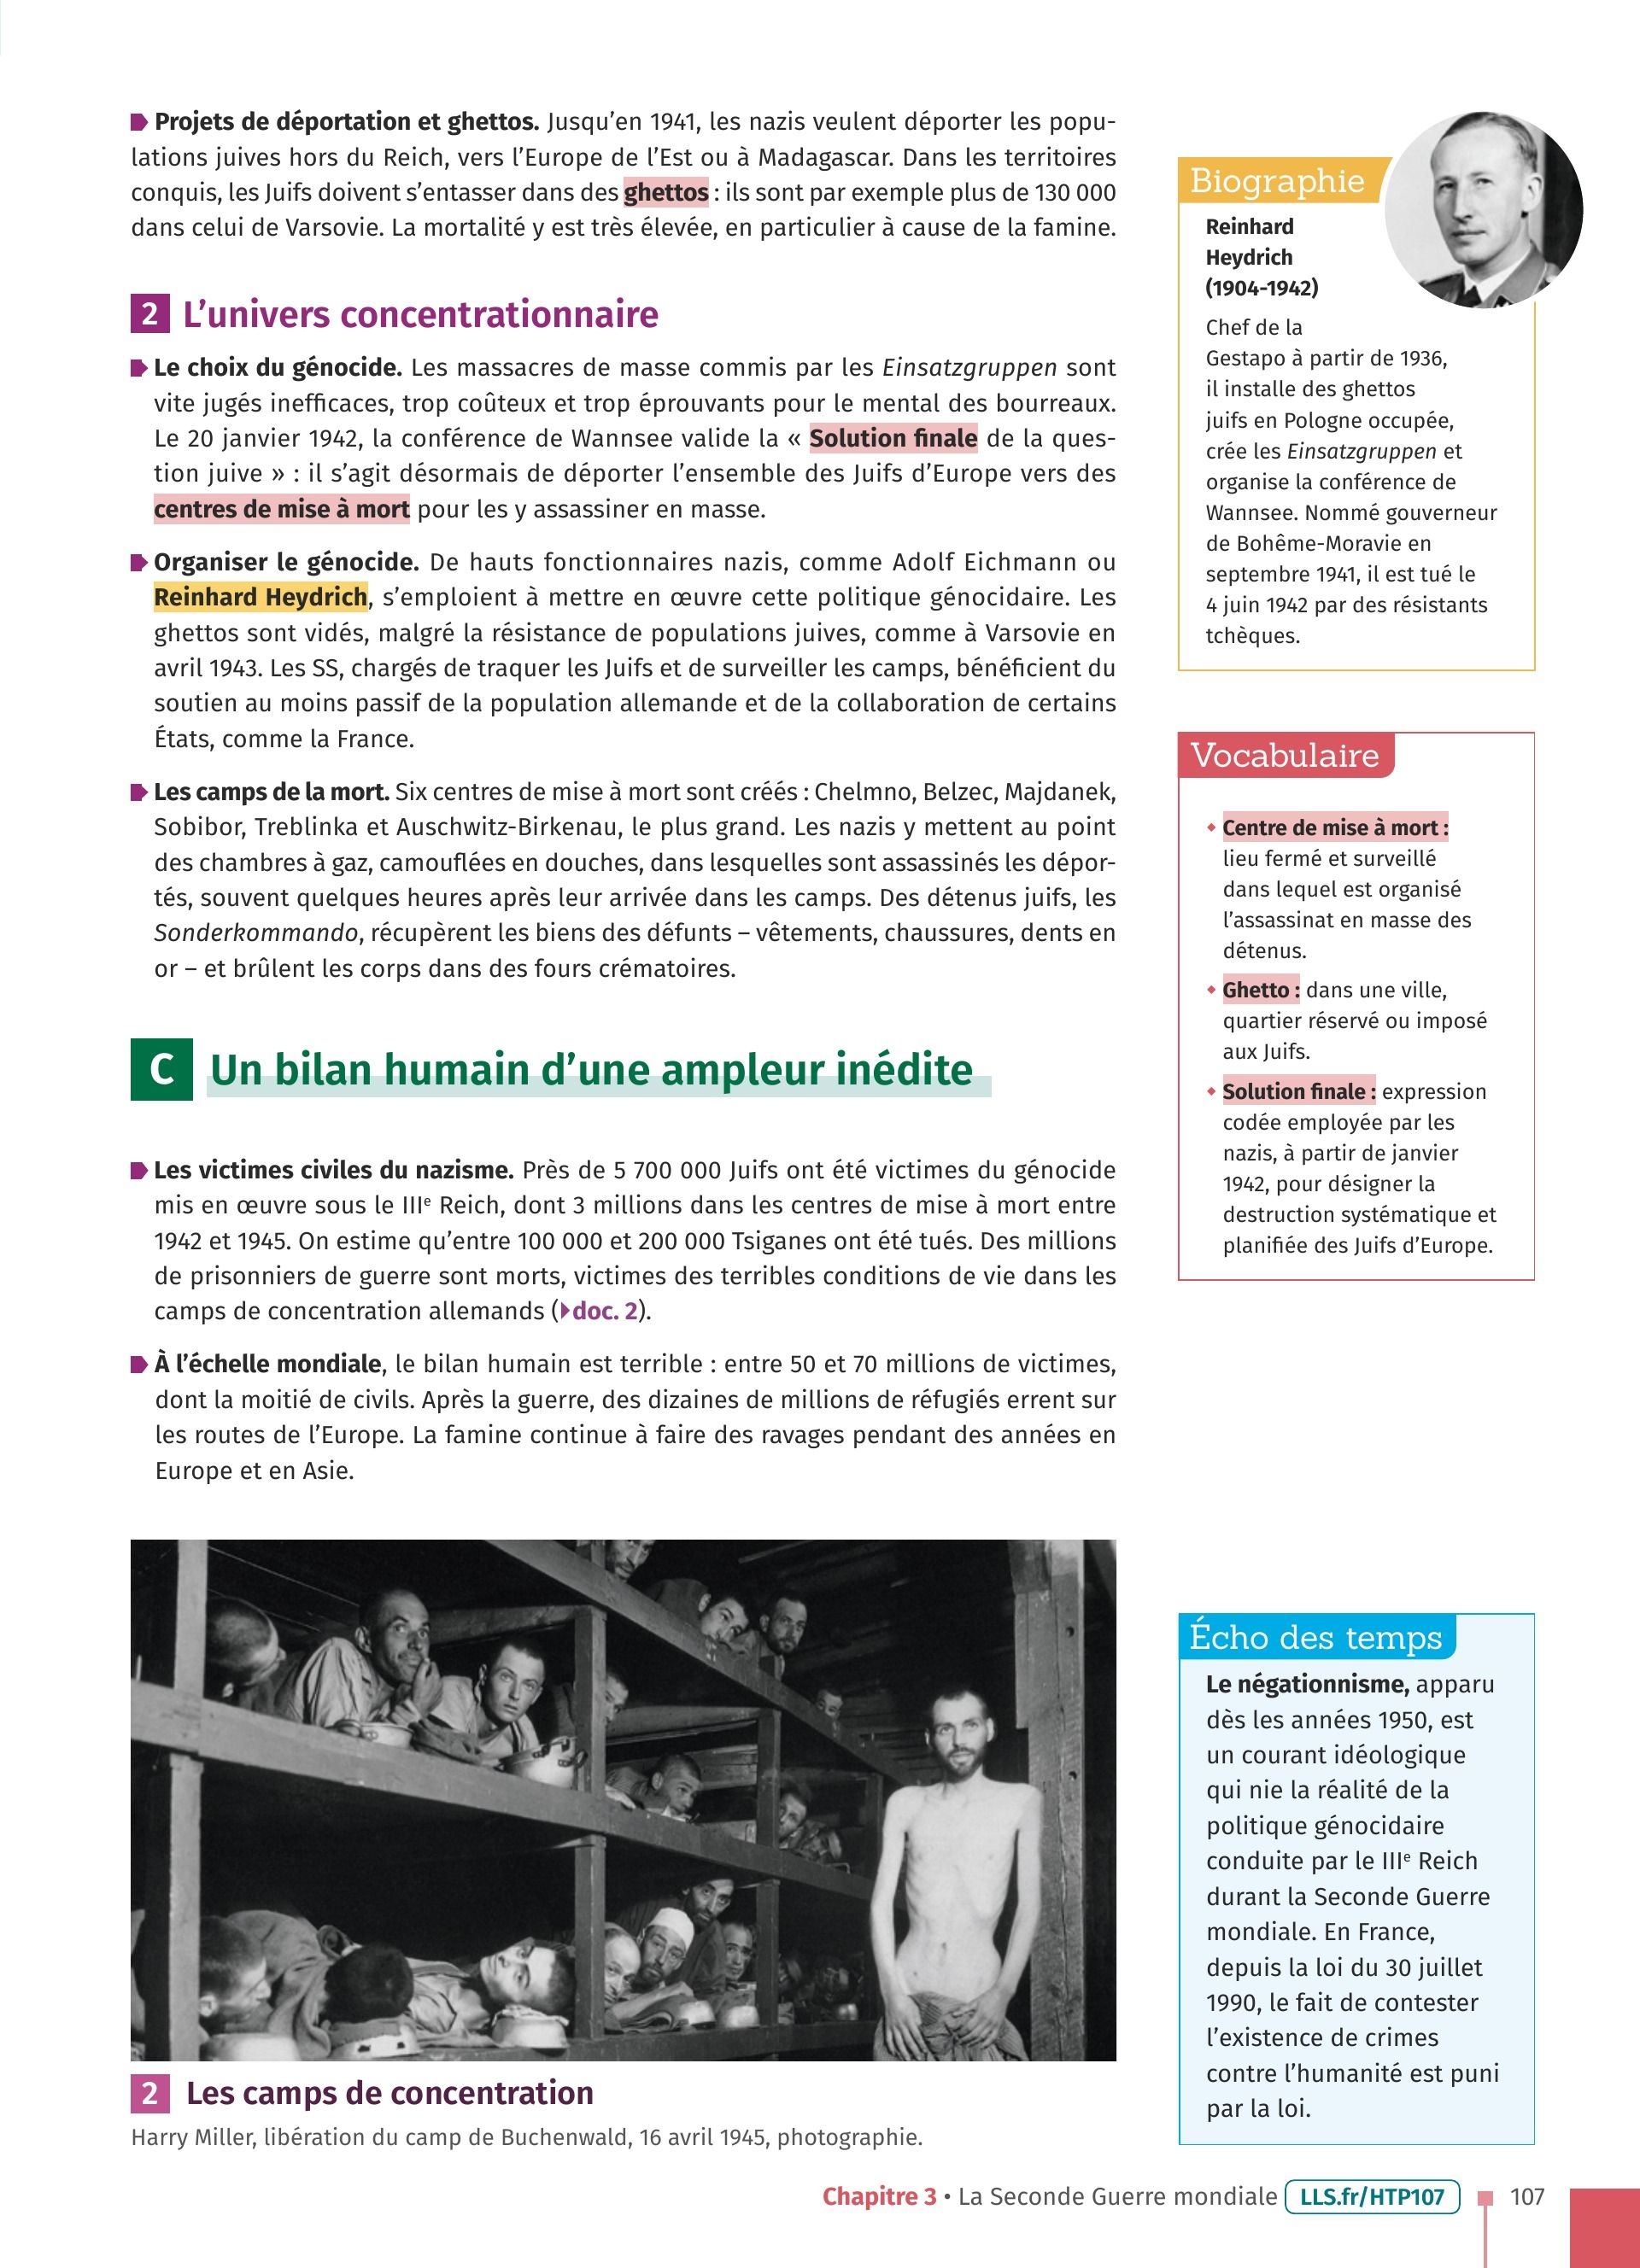 Projets de déportation et ghettos. Jusqu’en 1941, les nazis veulent déporter les popu-
lations juives hors du Reich, vers l’Europe de l’Est ou à Madagascar. Dans les territoires
conquis, les Juifs doivent s’entasser dans des ghettos : ils sont par exemple plus de 130 000
dans celui de Varsovie. La mortalité y est très élevée, en particulier à cause de la famine.
2 L’univers concentrationnaire
Le choix du génocide. Les massacres de masse commis par les Einsatzgruppen sont
vite jugés inefficaces, trop coûteux et trop éprouvants pour le mental des bourreaux.
Le 20 janvier 1942, la conférence de Wannsee valide la « Solution finale de la ques-
tion juive » : il s’agit désormais de déporter l’ensemble des Juifs d’Europe vers des
centres de mise à mort pour les y assassiner en masse.
Organiser le génocide. De hauts fonctionnaires nazis, comme Adolf Eichmann ou
Reinhard Heydrich, s’emploient à mettre en œuvre cette politique génocidaire. Les
ghettos sont vidés, malgré la résistance de populations juives, comme à Varsovie en
avril 1943. Les SS, chargés de traquer les Juifs et de surveiller les camps, bénéficient du
soutien au moins passif de la population allemande et de la collaboration de certains
États, comme la France.
Les camps de la mort. Six centres de mise à mort sont créés : Chelmno, Belzec, Majdanek,
Sobibor, Treblinka et Auschwitz-Birkenau, le plus grand. Les nazis y mettent au point
des chambres à gaz, camouflées en douches, dans lesquelles sont assassinés les dépor-
tés, souvent quelques heures après leur arrivée dans les camps. Des détenus juifs, les
Sonderkommando, récupèrent les biens des défunts – vêtements, chaussures, dents en
or – et brûlent les corps dans des fours crématoires.
C Un bilan humain d’une ampleur inédite
Les victimes civiles du nazisme. Près de 5 700 000 Juifs ont été victimes du génocide
mis en œuvre sous le IIIe Reich, dont 3 millions dans les centres de mise à mort entre
1942 et 1945. On estime qu’entre 100 000 et 200 000 Tsiganes ont été tués. Des millions
de prisonniers de guerre sont morts, victimes des terribles conditions de vie dans les
camps de concentration allemands (doc. 2).
À l’échelle mondiale, le bilan humain est terrible : entre 50 et 70 millions de victimes,
dont la moitié de civils. Après la guerre, des dizaines de millions de réfugiés errent sur
les routes de l’Europe. La famine continue à faire des ravages pendant des années en
Europe et en Asie.
2 Les camps de concentration
Harry Miller, libération du camp de Buchenwald, 16 avril 1945, photographie.
Biographie
Reinhard
Heydrich
(1904-1942)
Chef de la
Gestapo à partir de 1936,
il installe des ghettos
juifs en Pologne occupée,
crée les Einsatzgruppen et
organise la conférence de
Wannsee. Nommé gouverneur
de Bohême-Moravie en
septembre 1941, il est tué le
4 juin 1942 par des résistants
tchèques.
Vocabulaire
Centre de mise à mort :
lieu fermé et surveillé
dans lequel est organisé
l’assassinat en masse des
détenus.
Ghetto : dans une ville,
quartier réservé ou imposé
aux Juifs.
Solution finale : expression
codée employée par les
nazis, à partir de janvier
1942, pour désigner la
destruction systématique et
planifiée des Juifs d’Europe.
Écho des temps
Le négationnisme, apparu
dès les années 1950, est
un courant idéologique
qui nie la réalité de la
politique génocidaire
conduite par le IIIe Reich
durant la Seconde Guerre
mondiale. En France,
depuis la loi du 30 juillet
1990, le fait de contester
l’existence de crimes
contre l’humanité est puni
par la loi.
Chapitre 3 • La Seconde Guerre mondiale LLS.fr/HTP107 107